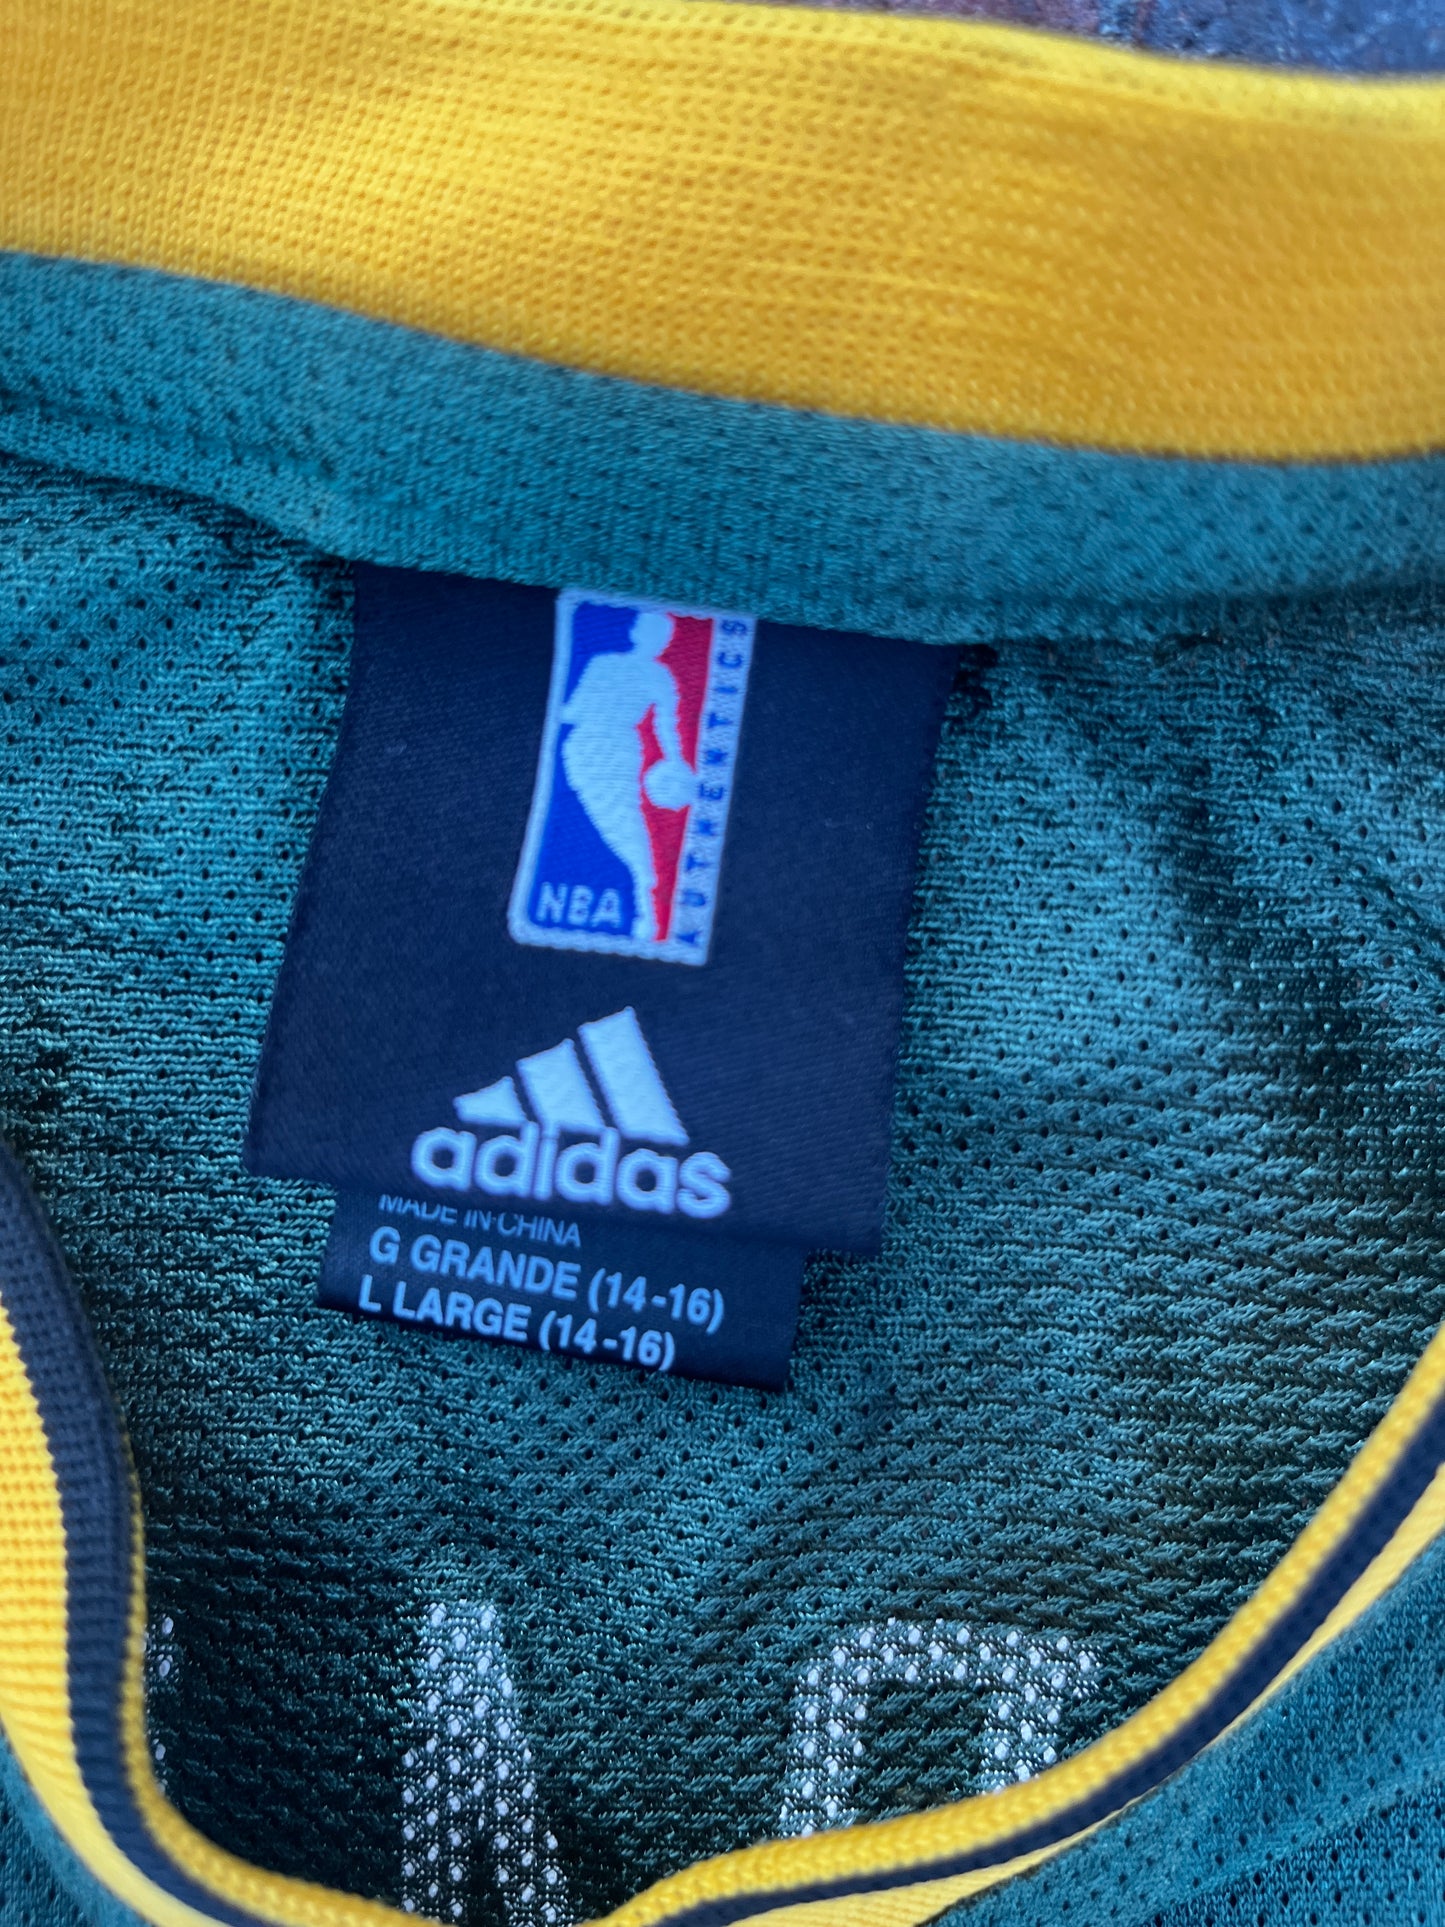 NBA
AUTHENTICS
adidas
MADE IN CHINA
G GRANDE (14-16)
L LARGE (14-16)